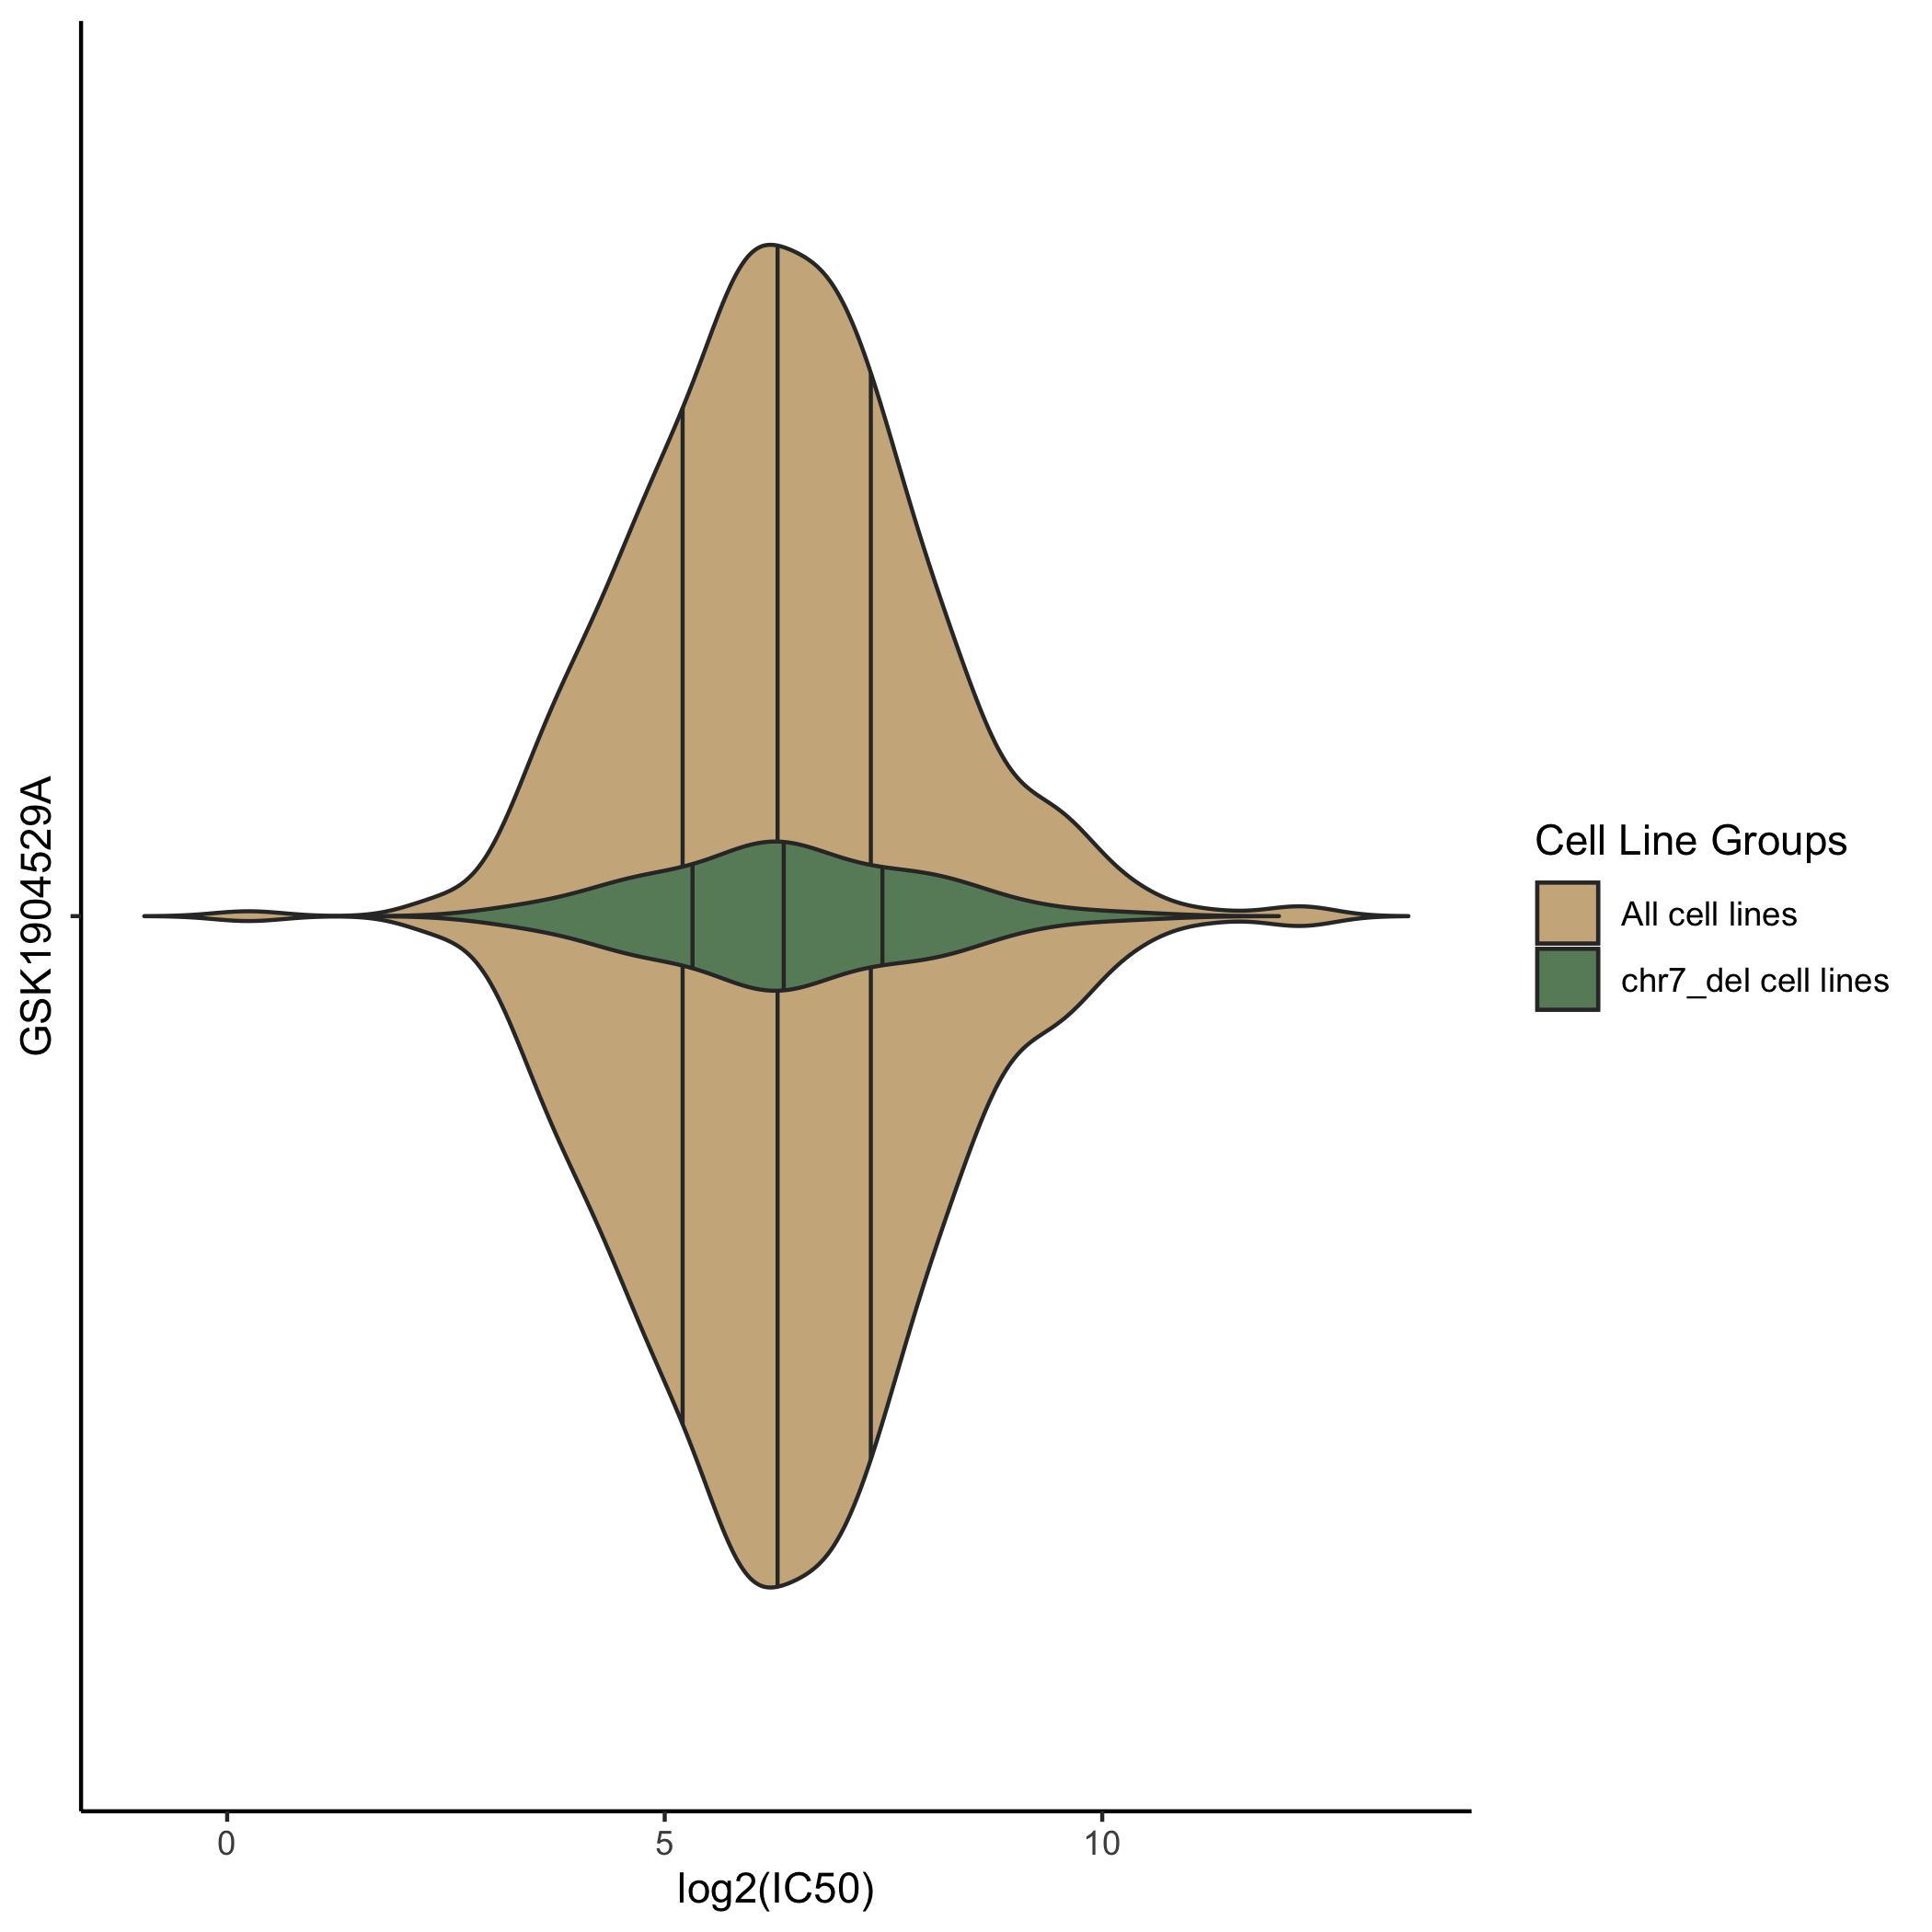 GSK1904529A
0
5
10
log2(IC50)
Cell Line Groups
All cell lines
chr7_del cell lines